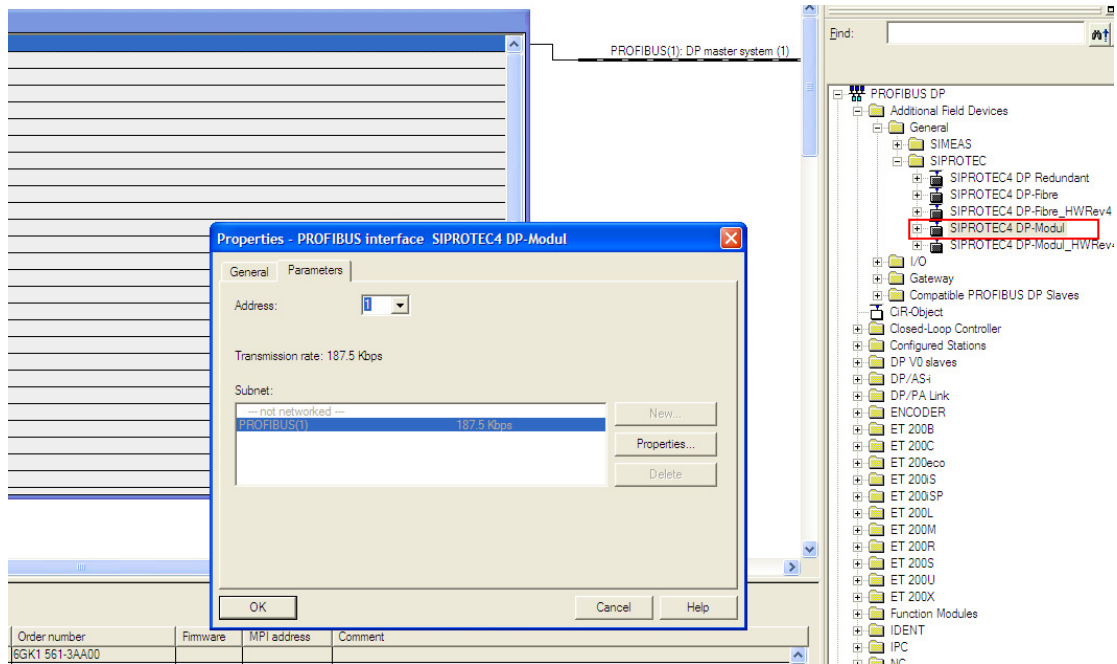 PROFIBUS(1): DP master system (1)
Find:
PROFIBUS DP
Additional Field Devices
General
SIMEAS
SIPROTEC
SIPROTEC4 DP Redundant
SIPROTEC4 DP-Fibre
SIPROTEC4 DP-Fibre_HWRev4
SIPROTEC4 DP-Modul
SIPROTEC4 DP-Modul_HWRev4
I/O
Gateway
Compatible PROFIBUS DP Slaves
CiR-Object
Closed-Loop Controller
Configured Stations
DP V0 slaves
DP/AS-i
DP/PA Link
ENCODER
ET 200B
ET 200C
ET 200eco
ET 200iS
ET 200iSP
ET 200L
ET 200M
ET 200R
ET 200S
ET 200U
ET 200X
Function Modules
IDENT
IPC
NC
Properties - PROFIBUS interface SIPROTEC4 DP-Modul
General Parameters
Address: 1
Transmission rate: 187.5 Kbps
Subnet:
--- not networked --- New...
PROFIBUS(1) 187.5 Kbps
Properties...
Delete
OK Cancel Help
Order number Firmware MPI address Comment
6GK1 561-3AA00